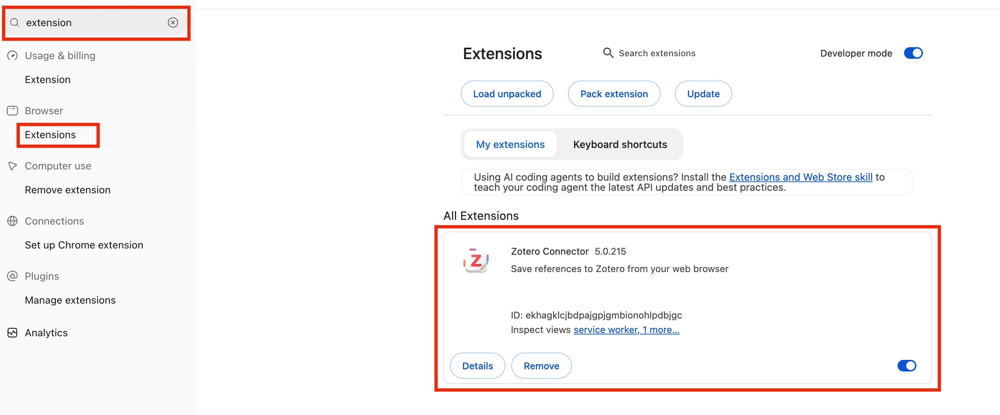 extension
Usage & billing
Extension
Browser
Extensions
Computer use
Remove extension
Connections
Set up Chrome extension
Plugins
Manage extensions
Analytics
Extensions
Search extensions
Developer mode
Load unpacked
Pack extension
Update
My extensions
Keyboard shortcuts
Using AI coding agents to build extensions? Install the Extensions and Web Store skill to
teach your coding agent the latest API updates and best practices.
All Extensions
Z
Zotero Connector 5.0.215
Save references to Zotero from your web browser
ID: ekhagklcjbdpajgpjgmbionohlpdbjgc
Inspect views service worker, 1 more...
Details
Remove